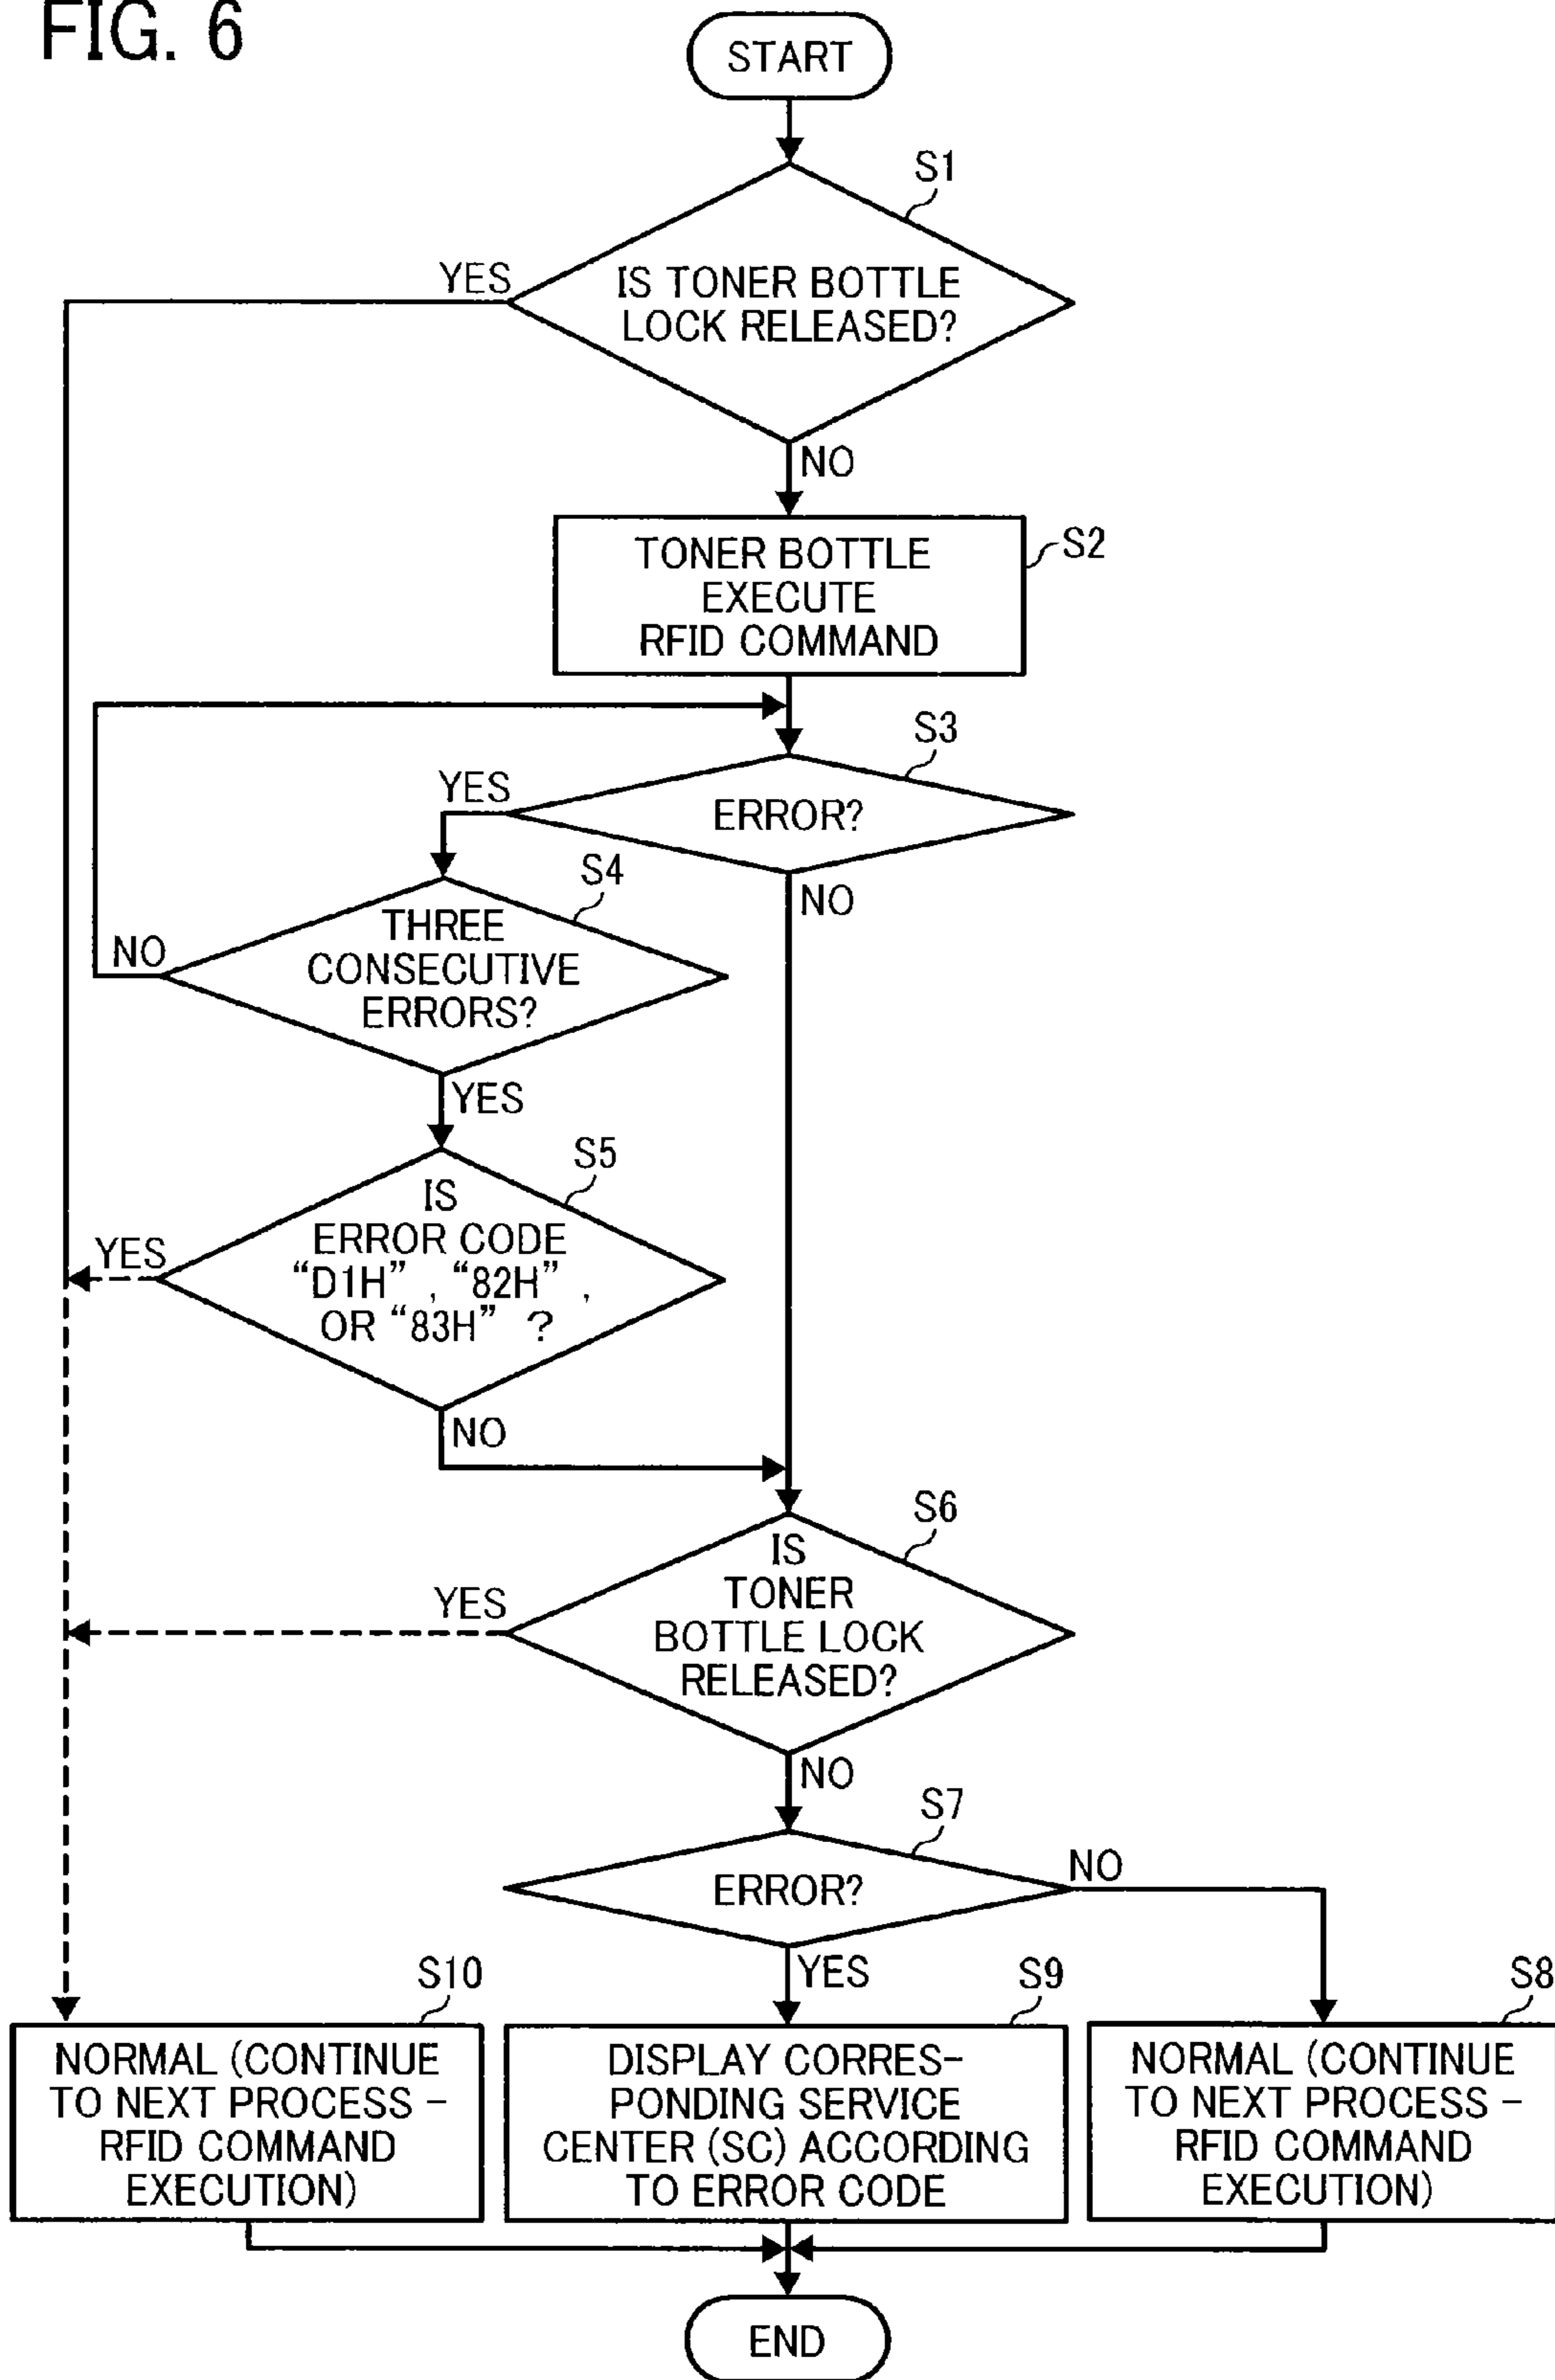 FIG. 6
START
S1
YES
IS TONER BOTTLE
LOCK RELEASED?
NO
S2
TONER BOTTLE
EXECUTE
RFID COMMAND
S3
YES
ERROR?
NO
S4
THREE
CONSECUTIVE
ERRORS?
NO
YES
S5
IS
ERROR CODE
“D1H” , “82H” ,
OR “83H” ?
YES
NO
S6
IS
TONER
BOTTLE LOCK
RELEASED?
YES
NO
S7
ERROR?
NO
YES
S10
NORMAL (CONTINUE
TO NEXT PROCESS -
RFID COMMAND
EXECUTION)
S9
DISPLAY CORRES-
PONDING SERVICE
CENTER (SC) ACCORDING
TO ERROR CODE
S8
NORMAL (CONTINUE
TO NEXT PROCESS -
RFID COMMAND
EXECUTION)
END